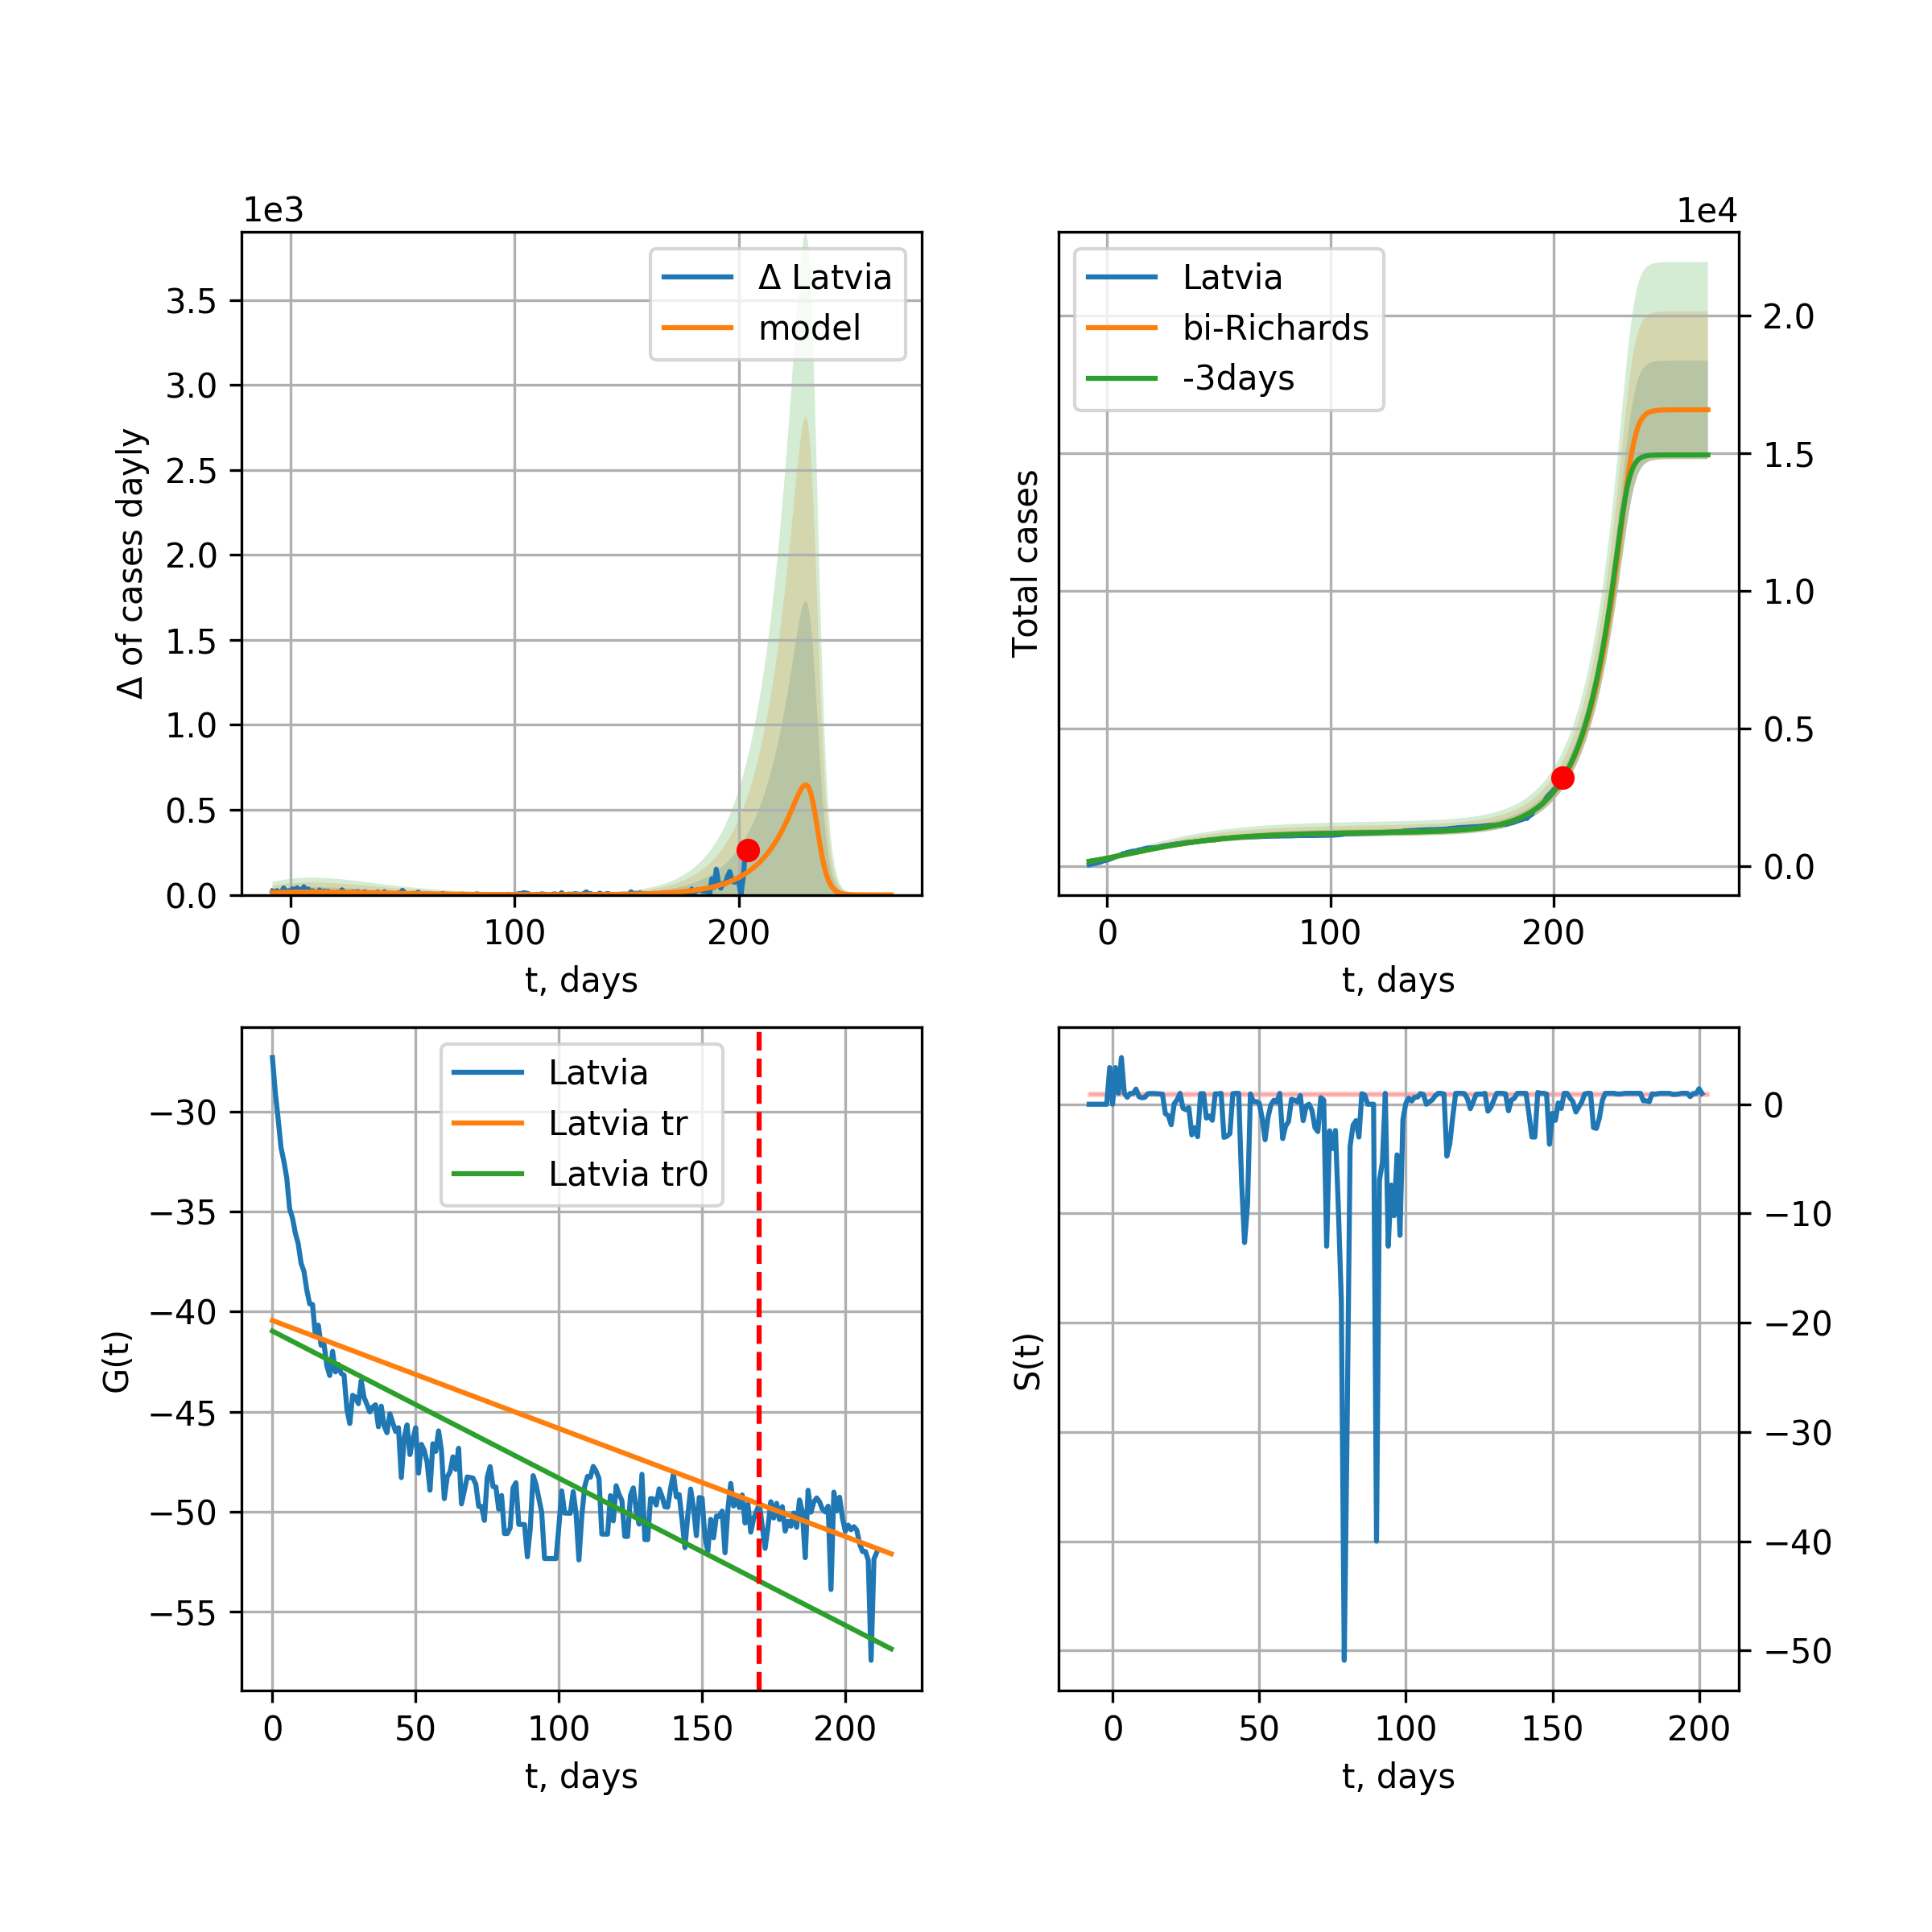 1e3
Δ of cases dayly
3.5
3.0
2.5
2.0
1.5
1.0
0.5
0.0
Δ Latvia
model
0 100 200
t, days
1e4
Total cases
Latvia
bi-Richards
-3days
2.0
1.5
1.0
0.5
0.0
0 100 200
t, days
G(t)
−30
−35
−40
−45
−50
−55
Latvia
Latvia tr
Latvia tr0
0 50 100 150 200
t, days
S(t)
0
−10
−20
−30
−40
−50
0 50 100 150 200
t, days